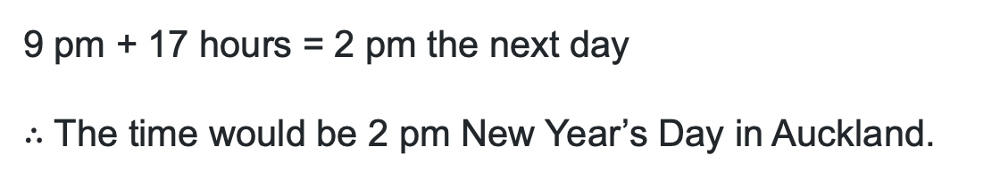 9 pm + 17 hours = 2 pm the next day
∴ The time would be 2 pm New Year’s Day in Auckland.